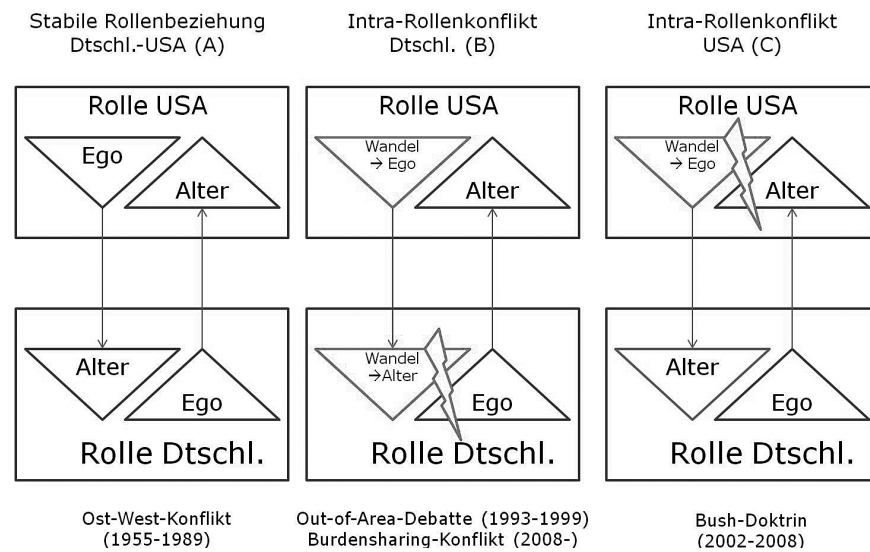 Stabile Rollenbeziehung
Dtschl.-USA (A)
Rolle USA
Ego
Alter
Alter
Ego
Rolle Dtschl.
Ost-West-Konflikt
(1955-1989)
Intra-Rollenkonflikt
Dtschl. (B)
Rolle USA
Wandel
→ Ego
Alter
Wandel
→Alter
Ego
Rolle Dtschl.
Out-of-Area-Debatte (1993-1999)
Burdensharing-Konflikt (2008-)
Intra-Rollenkonflikt
USA (C)
Rolle USA
Wandel
→ Ego
Alter
Alter
Ego
Rolle Dtschl.
Bush-Doktrin
(2002-2008)